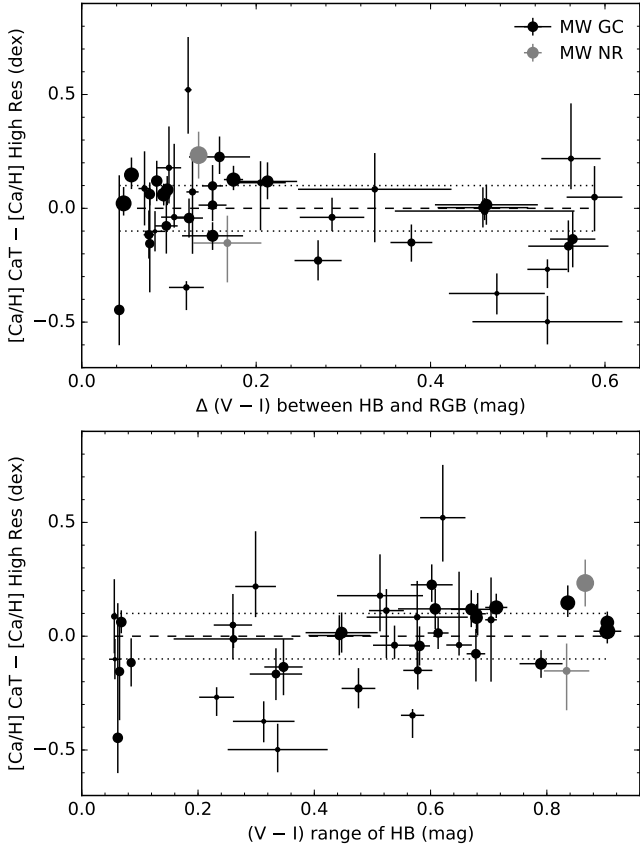 MW GC
MW NR
0.5
0.0
−0.5
[Ca/H] CaT − [Ca/H] High Res (dex)
0.0 0.2 0.4 0.6
Δ (V − I) between HB and RGB (mag)
0.5
0.0
−0.5
[Ca/H] CaT − [Ca/H] High Res (dex)
0.0 0.2 0.4 0.6 0.8
(V − I) range of HB (mag)